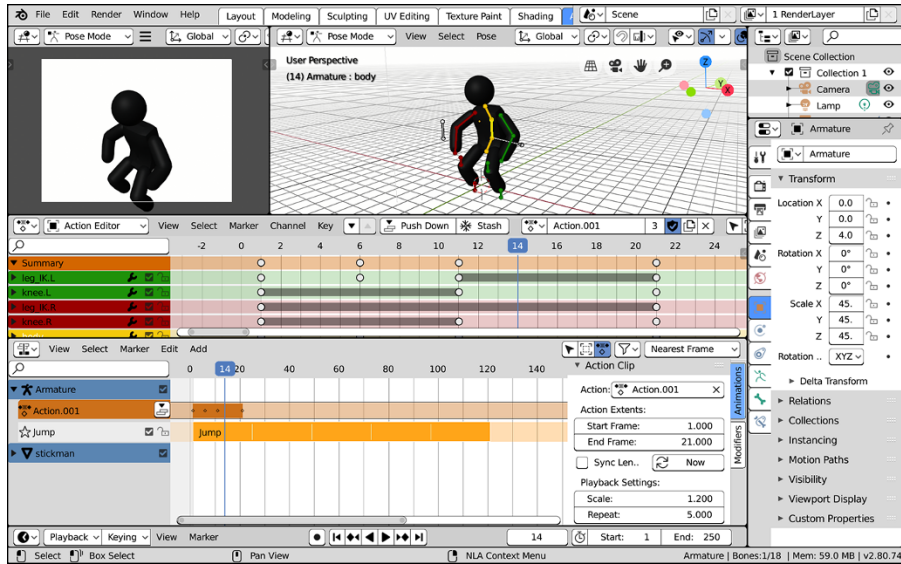 File Edit Render Window Help Layout Modeling Sculpting UV Editing Texture Paint Shading Scene 1 RenderLayer
Pose Mode Global Pose Mode View Select Pose Global
User Perspective
(14) Armature : body
Z
Y
X
Scene Collection
Collection 1
Camera
Lamp
Armature
Armature
Transform
Location X 0.0
Y 0.0
Z 4.0
Rotation X 0°
Y 0°
Z 0°
Scale X 45.
Y 45.
Z 45.
Rotation .. XYZ
Delta Transform
Relations
Collections
Instancing
Motion Paths
Visibility
Viewport Display
Custom Properties
Action Editor View Select Marker Channel Key Push Down Stash Action.001 3
-2 0 2 4 6 8 10 12 14 16 18 20 22 24
Summary
leg_IK.L
knee.L
leg_IK.R
knee.R
body
View Select Marker Edit Add Nearest Frame
0 14 20 40 60 80 100 120 140
Armature
Action.001
Jump Jump
stickman
Action Clip
Action: Action.001
Action Extents:
Start Frame: 1.000
End Frame: 21.000
Sync Len.. Now
Playback Settings:
Scale: 1.200
Repeat: 5.000
Animations
Modifiers
Playback Keying View Marker 14 Start: 1 End: 250
Select Box Select Pan View NLA Context Menu Armature | Bones:1/18 | Mem: 59.0 MB | v2.80.74